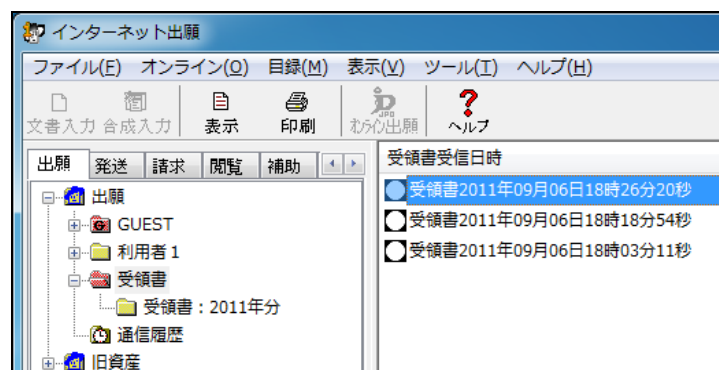 インターネット出願
ファイル(F) オンライン(O) 目録(M) 表示(V) ツール(T) ヘルプ(H)
文書入力 合成入力 表示 印刷 オンライン出願 ヘルプ
出願 発送 請求 閲覧 補助
受領書受信日時
出願
GUEST
利用者1
受領書
受領書：2011年分
通信履歴
旧資産
受領書2011年09月06日18時26分20秒
受領書2011年09月06日18時18分54秒
受領書2011年09月06日18時03分11秒